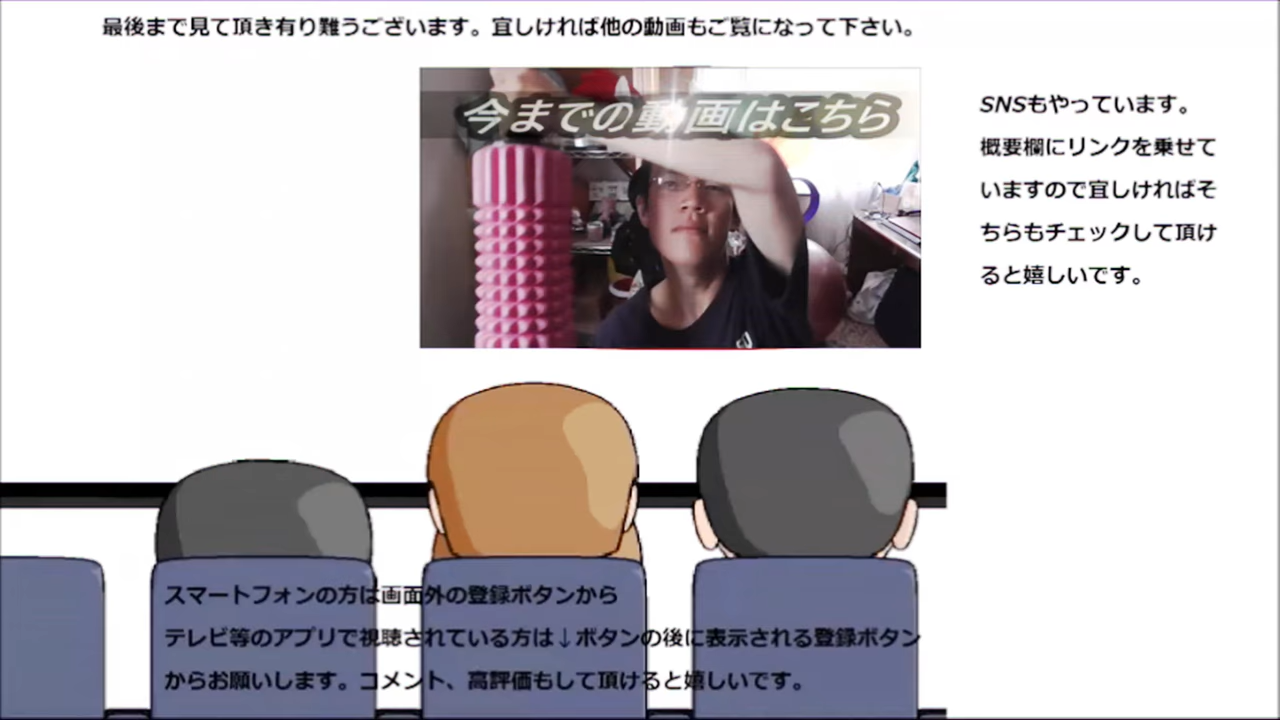 最後まで見て頂き有り難うございます。宜しければ他の動画もご覧になって下さい。
今までの動画はこちら
SNSもやっています。
概要欄にリンクを乗せて
いますので宜しければそ
ちらもチェックして頂け
ると嬉しいです。
スマートフォンの方は画面外の登録ボタンから
テレビ等のアプリで視聴されている方は↓ボタンの後に表示される登録ボタン
からお願いします。コメント、高評価もして頂けると嬉しいです。